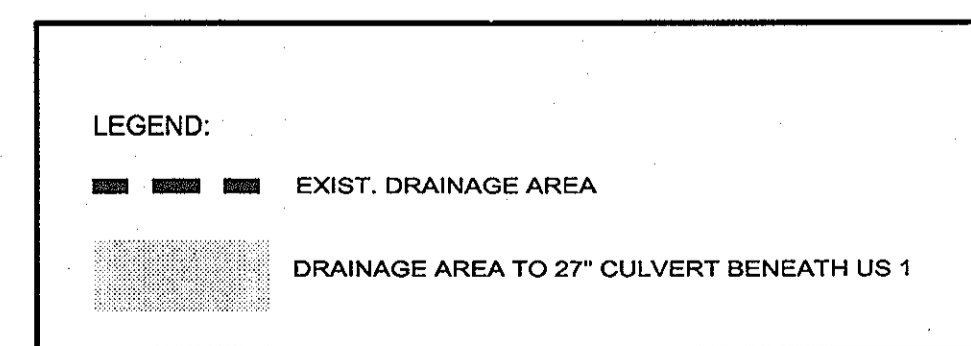 LEGEND:
EXIST. DRAINAGE AREA
DRAINAGE AREA TO 27" CULVERT BENEATH US 1